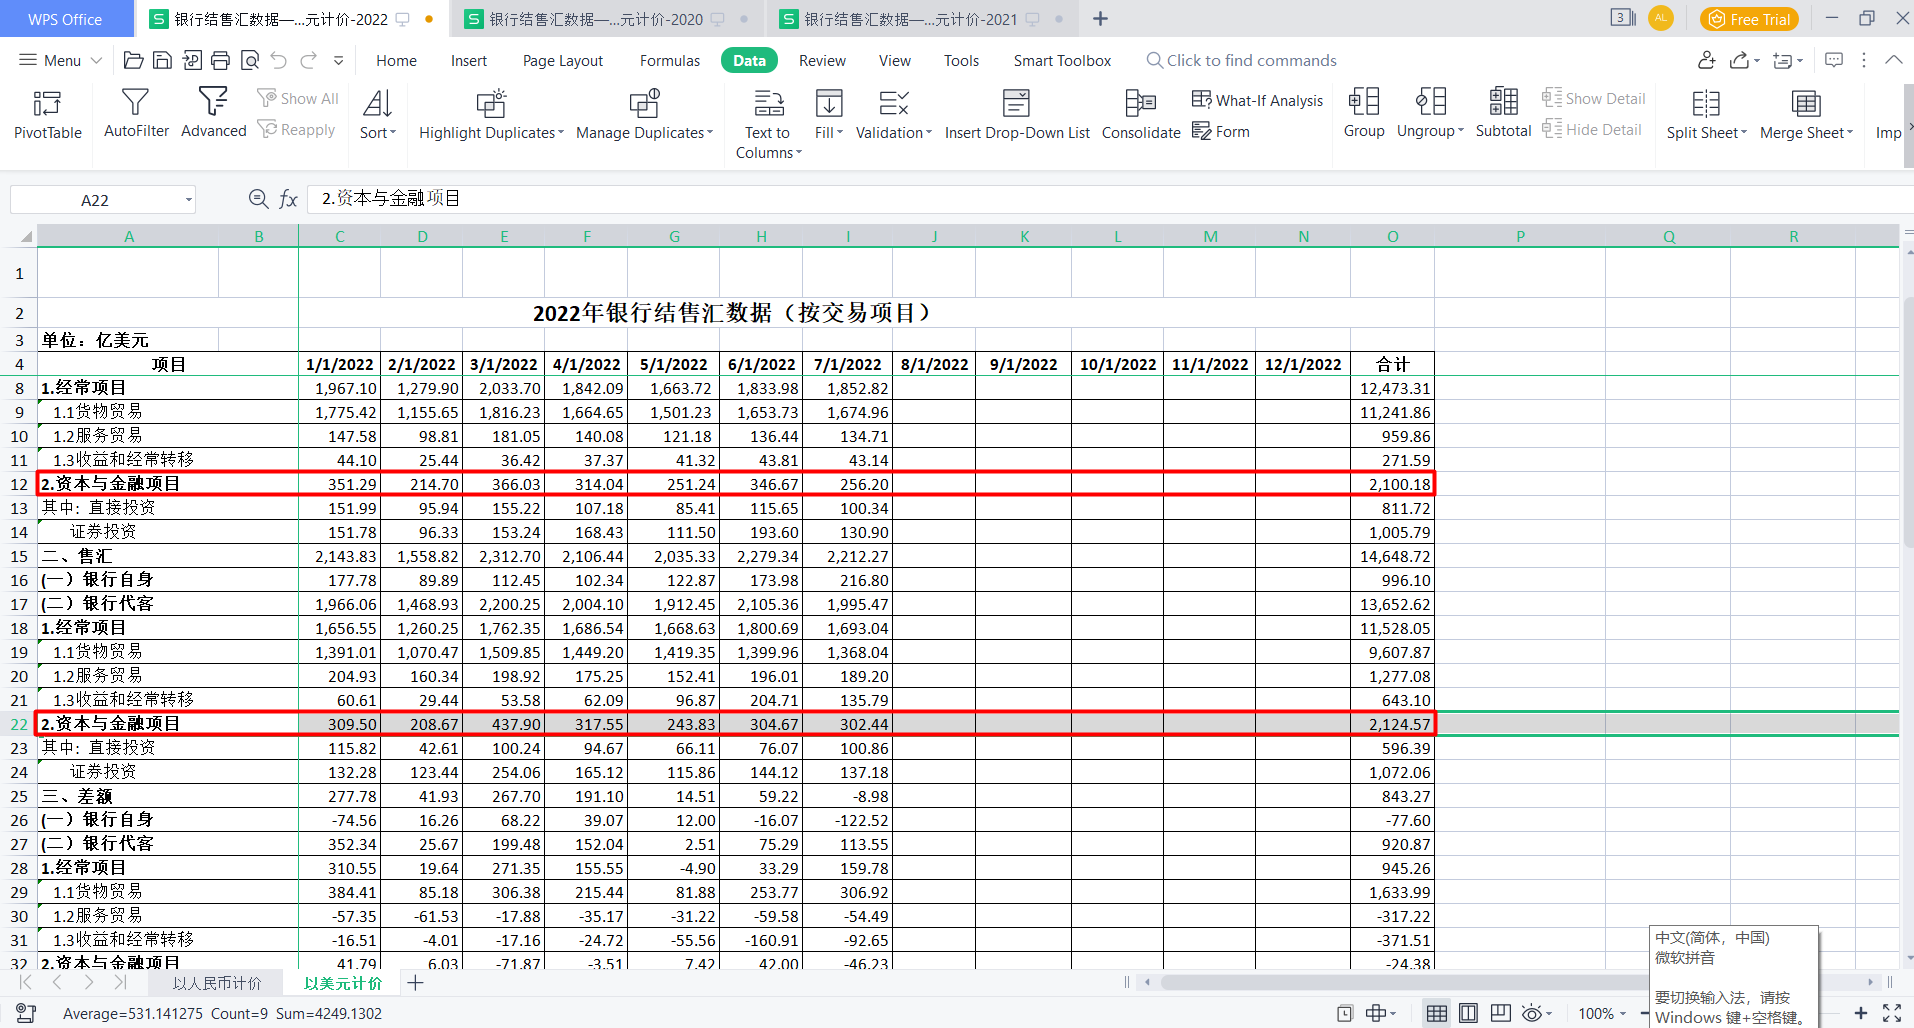 WPS Office
S 银行结售汇数据—...元计价-2022
S 银行结售汇数据—...元计价-2020
S 银行结售汇数据—...元计价-2021
3 AL Free Trial
Menu Home Insert Page Layout Formulas Data Review View Tools Smart Toolbox Click to find commands
PivotTable AutoFilter Advanced Show All Reapply Sort Highlight Duplicates Manage Duplicates Text to Columns Fill Validation Insert Drop-Down List Consolidate What-If Analysis Form Group Ungroup Subtotal Show Detail Hide Detail Split Sheet Merge Sheet Imp
A22 fx 2.资本与金融项目
A B C D E F G H I J K L M N O P Q R
1
2 2022年银行结售汇数据（按交易项目）
3 单位：亿美元
4 项目 1/1/2022 2/1/2022 3/1/2022 4/1/2022 5/1/2022 6/1/2022 7/1/2022 8/1/2022 9/1/2022 10/1/2022 11/1/2022 12/1/2022 合计
8 1.经常项目 1,967.10 1,279.90 2,033.70 1,842.09 1,663.72 1,833.98 1,852.82 12,473.31
9 1.1货物贸易 1,775.42 1,155.65 1,816.23 1,664.65 1,501.23 1,653.73 1,674.96 11,241.86
10 1.2服务贸易 147.58 98.81 181.05 140.08 121.18 136.44 134.71 959.86
11 1.3收益和经常转移 44.10 25.44 36.42 37.37 41.32 43.81 43.14 271.59
12 2.资本与金融项目 351.29 214.70 366.03 314.04 251.24 346.67 256.20 2,100.18
13 其中：直接投资 151.99 95.94 155.22 107.18 85.41 115.65 100.34 811.72
14 证券投资 151.78 96.33 153.24 168.43 111.50 193.60 130.90 1,005.79
15 二、售汇 2,143.83 1,558.82 2,312.70 2,106.44 2,035.33 2,279.34 2,212.27 14,648.72
16 (一）银行自身 177.78 89.89 112.45 102.34 122.87 173.98 216.80 996.10
17 (二）银行代客 1,966.06 1,468.93 2,200.25 2,004.10 1,912.45 2,105.36 1,995.47 13,652.62
18 1.经常项目 1,656.55 1,260.25 1,762.35 1,686.54 1,668.63 1,800.69 1,693.04 11,528.05
19 1.1货物贸易 1,391.01 1,070.47 1,509.85 1,449.20 1,419.35 1,399.96 1,368.04 9,607.87
20 1.2服务贸易 204.93 160.34 198.92 175.25 152.41 196.01 189.20 1,277.08
21 1.3收益和经常转移 60.61 29.44 53.58 62.09 96.87 204.71 135.79 643.10
22 2.资本与金融项目 309.50 208.67 437.90 317.55 243.83 304.67 302.44 2,124.57
23 其中：直接投资 115.82 42.61 100.24 94.67 66.11 76.07 100.86 596.39
24 证券投资 132.28 123.44 254.06 165.12 115.86 144.12 137.18 1,072.06
25 三、差额 277.78 41.93 267.70 191.10 14.51 59.22 -8.98 843.27
26 (一）银行自身 -74.56 16.26 68.22 39.07 12.00 -16.07 -122.52 -77.60
27 (二）银行代客 352.34 25.67 199.48 152.04 2.51 75.29 113.55 920.87
28 1.经常项目 310.55 19.64 271.35 155.55 -4.90 33.29 159.78 945.26
29 1.1货物贸易 384.41 85.18 306.38 215.44 81.88 253.77 306.92 1,633.99
30 1.2服务贸易 -57.35 -61.53 -17.88 -35.17 -31.22 -59.58 -54.49 -317.22
31 1.3收益和经常转移 -16.51 -4.01 -17.16 -24.72 -55.56 -160.91 -92.65 -371.51
32 2.资本与金融项目 41.79 6.03 -71.87 -3.51 7.42 42.00 -46.23 -24.38
中文(简体，中国)
微软拼音
要切换输入法，请按
Windows 键+空格键。
以人民币计价 以美元计价
Average=531.141275 Count=9 Sum=4249.1302 100%